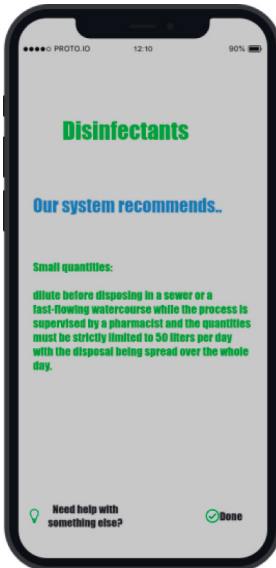 PROTO.IO 12:10 90%
Disinfectants
Our system recommends..
Small quantities:
dilute before disposing in a sewer or a
fast-flowing watercourse while the process is
supervised by a pharmacist and the quantities
must be strictly limited to 50 liters per day
with the disposal being spread over the whole
day.
Need help with
something else?
Done